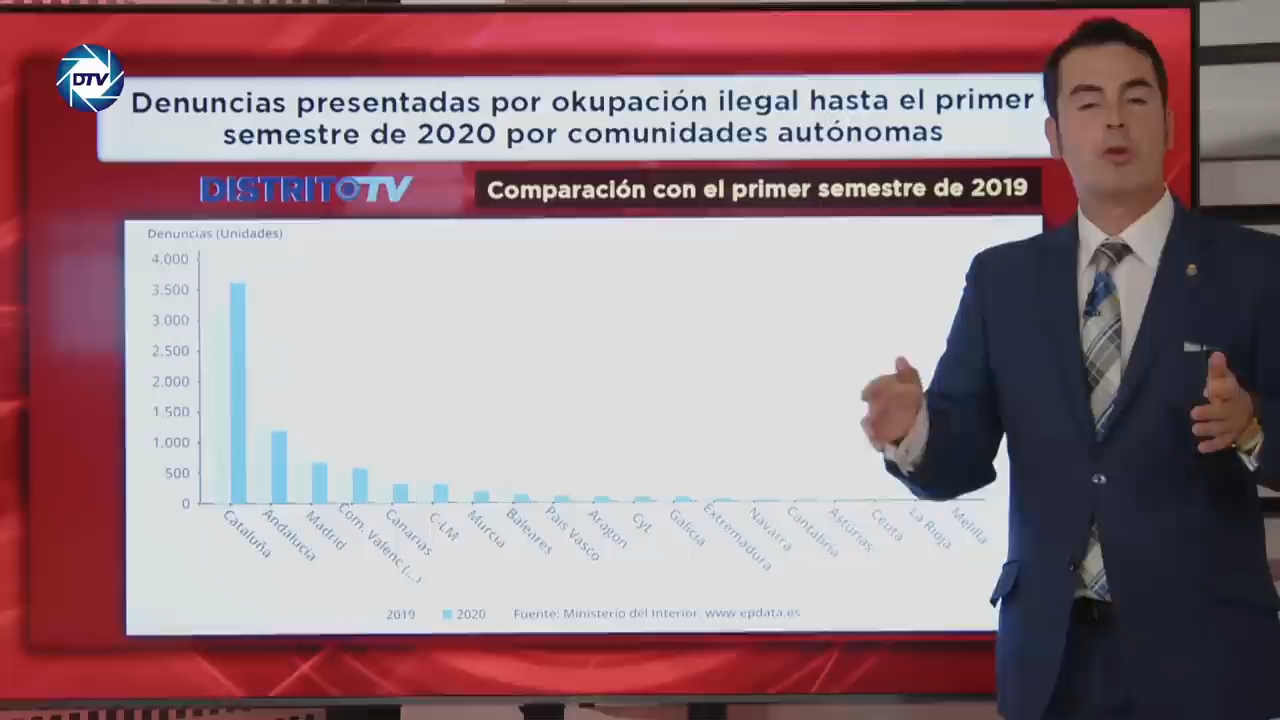 DTV
Denuncias presentadas por okupación ilegal hasta el primer
semestre de 2020 por comunidades autónomas
DISTRITOTV
Comparación con el primer semestre de 2019
Denuncias (Unidades)
4.000
3.500
3.000
2.500
2.000
1.500
1.000
500
0
Cataluña
Andalucía
Madrid
Com. Valenc (...)
Canarias
C-LM
Murcia
Baleares
País Vasco
Aragon
CyL
Galicia
Extremadura
Navarra
Cantabria
Asturias
Ceuta
La Rioja
Melilla
2019
2020
Fuente: Ministerio del Interior, www.epdata.es